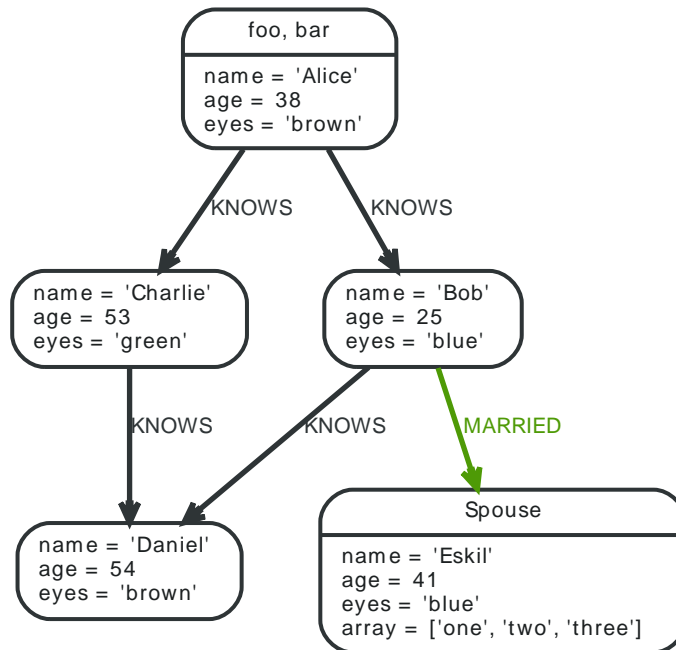 foo, bar
name = 'Alice'
age = 38
eyes = 'brown'
KNOWS
KNOWS
name = 'Charlie'
age = 53
eyes = 'green'
name = 'Bob'
age = 25
eyes = 'blue'
KNOWS
KNOWS
MARRIED
name = 'Daniel'
age = 54
eyes = 'brown'
Spouse
name = 'Eskil'
age = 41
eyes = 'blue'
array = ['one', 'two', 'three']